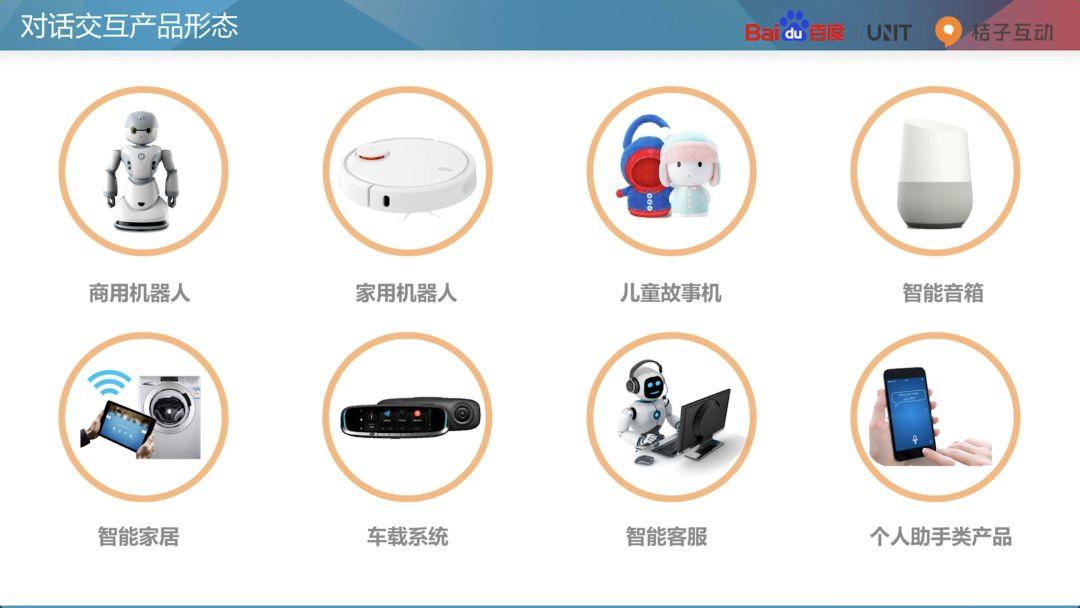 对话交互产品形态
Baidu百度 UNIT 桔子互动
商用机器人 家用机器人 儿童故事机 智能音箱
智能家居 车载系统 智能客服 个人助手类产品